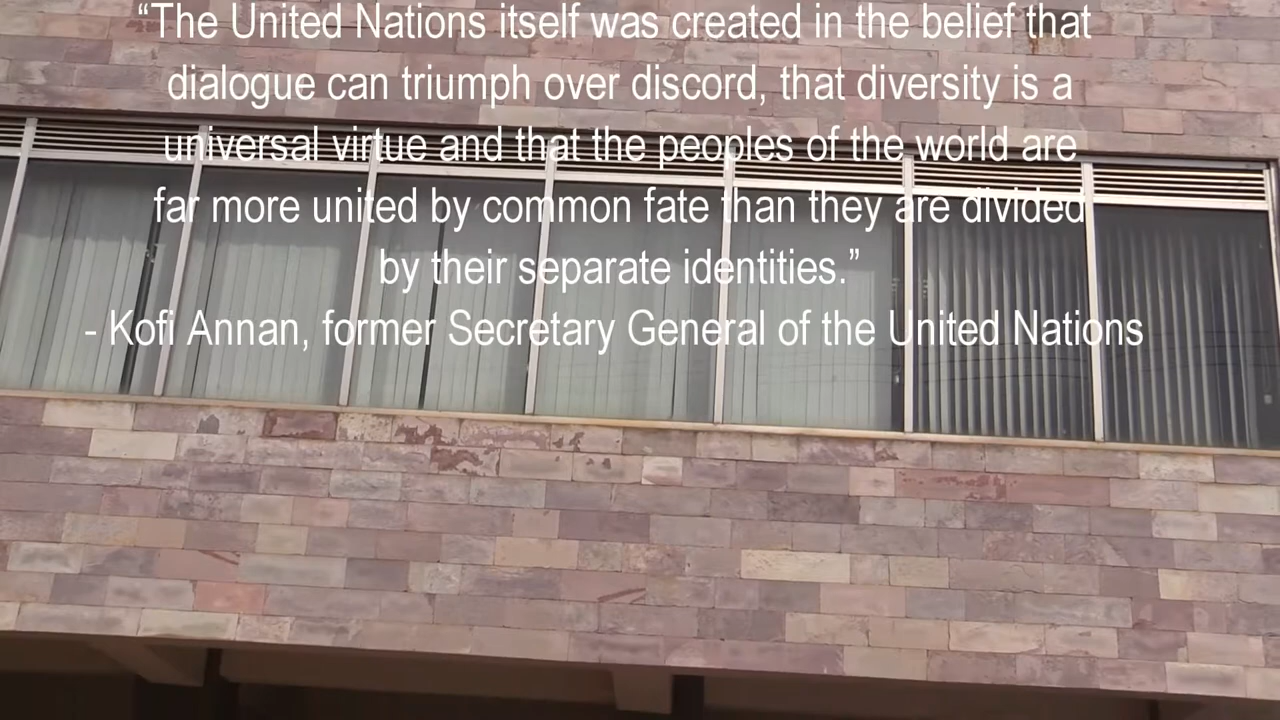 “The United Nations itself was created in the belief that
dialogue can triumph over discord, that diversity is a
universal virtue and that the peoples of the world are
far more united by common fate than they are divided
by their separate identities.”
- Kofi Annan, former Secretary General of the United Nations